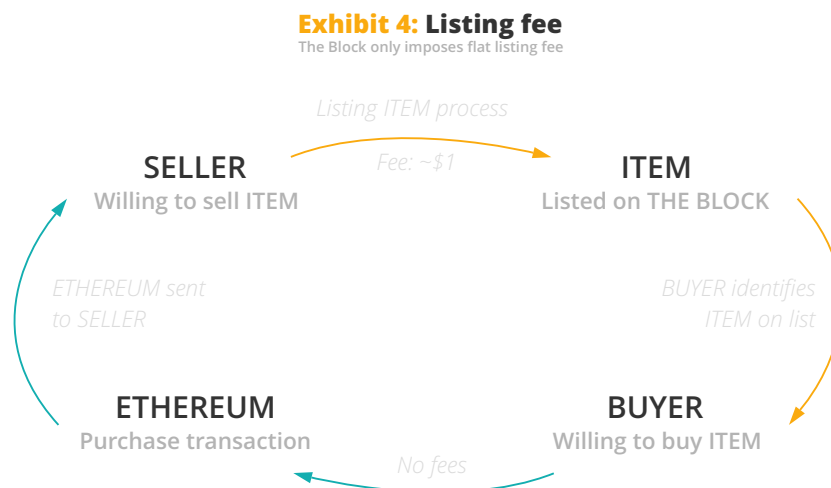 Exhibit 4: Listing fee
The Block only imposes flat listing fee
Listing ITEM process
Fee: ~$1
SELLER
Willing to sell ITEM
ITEM
Listed on THE BLOCK
ETHEREUM sent
to SELLER
BUYER identifies
ITEM on list
ETHEREUM
Purchase transaction
BUYER
Willing to buy ITEM
No fees